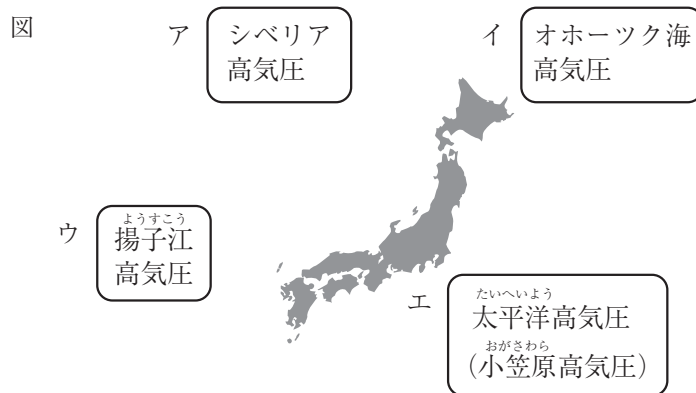 図
ア
シベリア
高気圧
イ
オホーツク海
高気圧
ウ
ようすこう
揚子江
高気圧
エ
たいへいよう
太平洋高気圧
おがさわら
(小笠原高気圧)